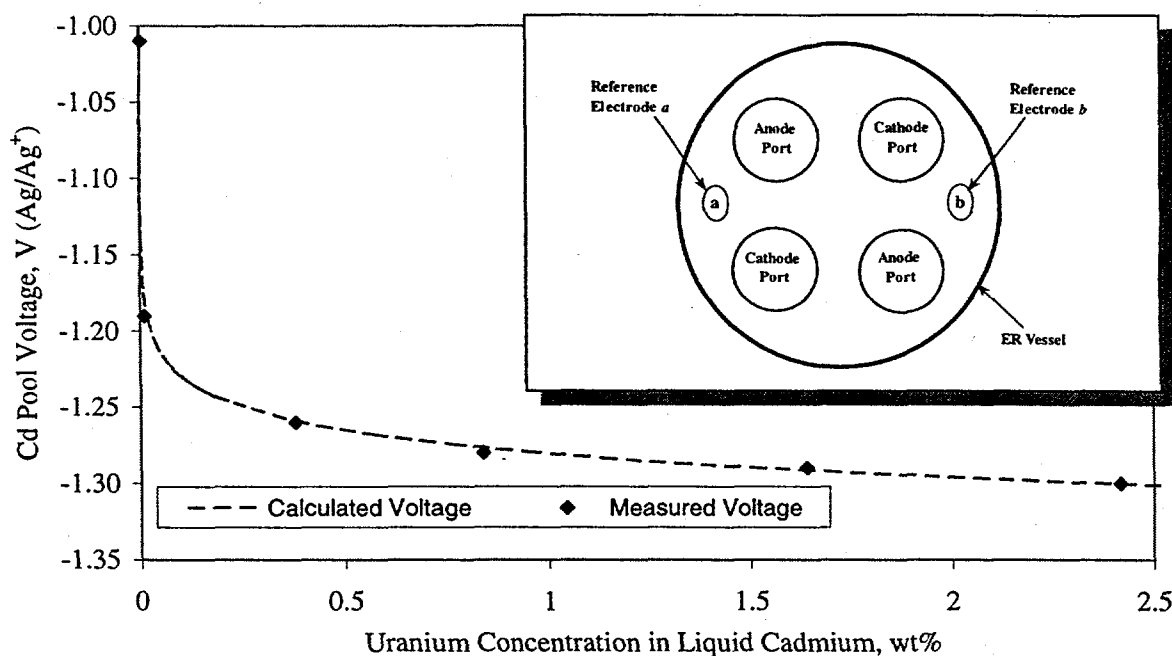 -1.00
-1.05
-1.10
-1.15
-1.20
-1.25
-1.30
-1.35
Cd Pool Voltage, V (Ag/Ag+)
Reference
Electrode a
Reference
Electrode b
Anode
Port
Cathode
Port
a
b
Cathode
Port
Anode
Port
ER Vessel
Calculated Voltage
Measured Voltage
0 0.5 1 1.5 2 2.5
Uranium Concentration in Liquid Cadmium, wt%